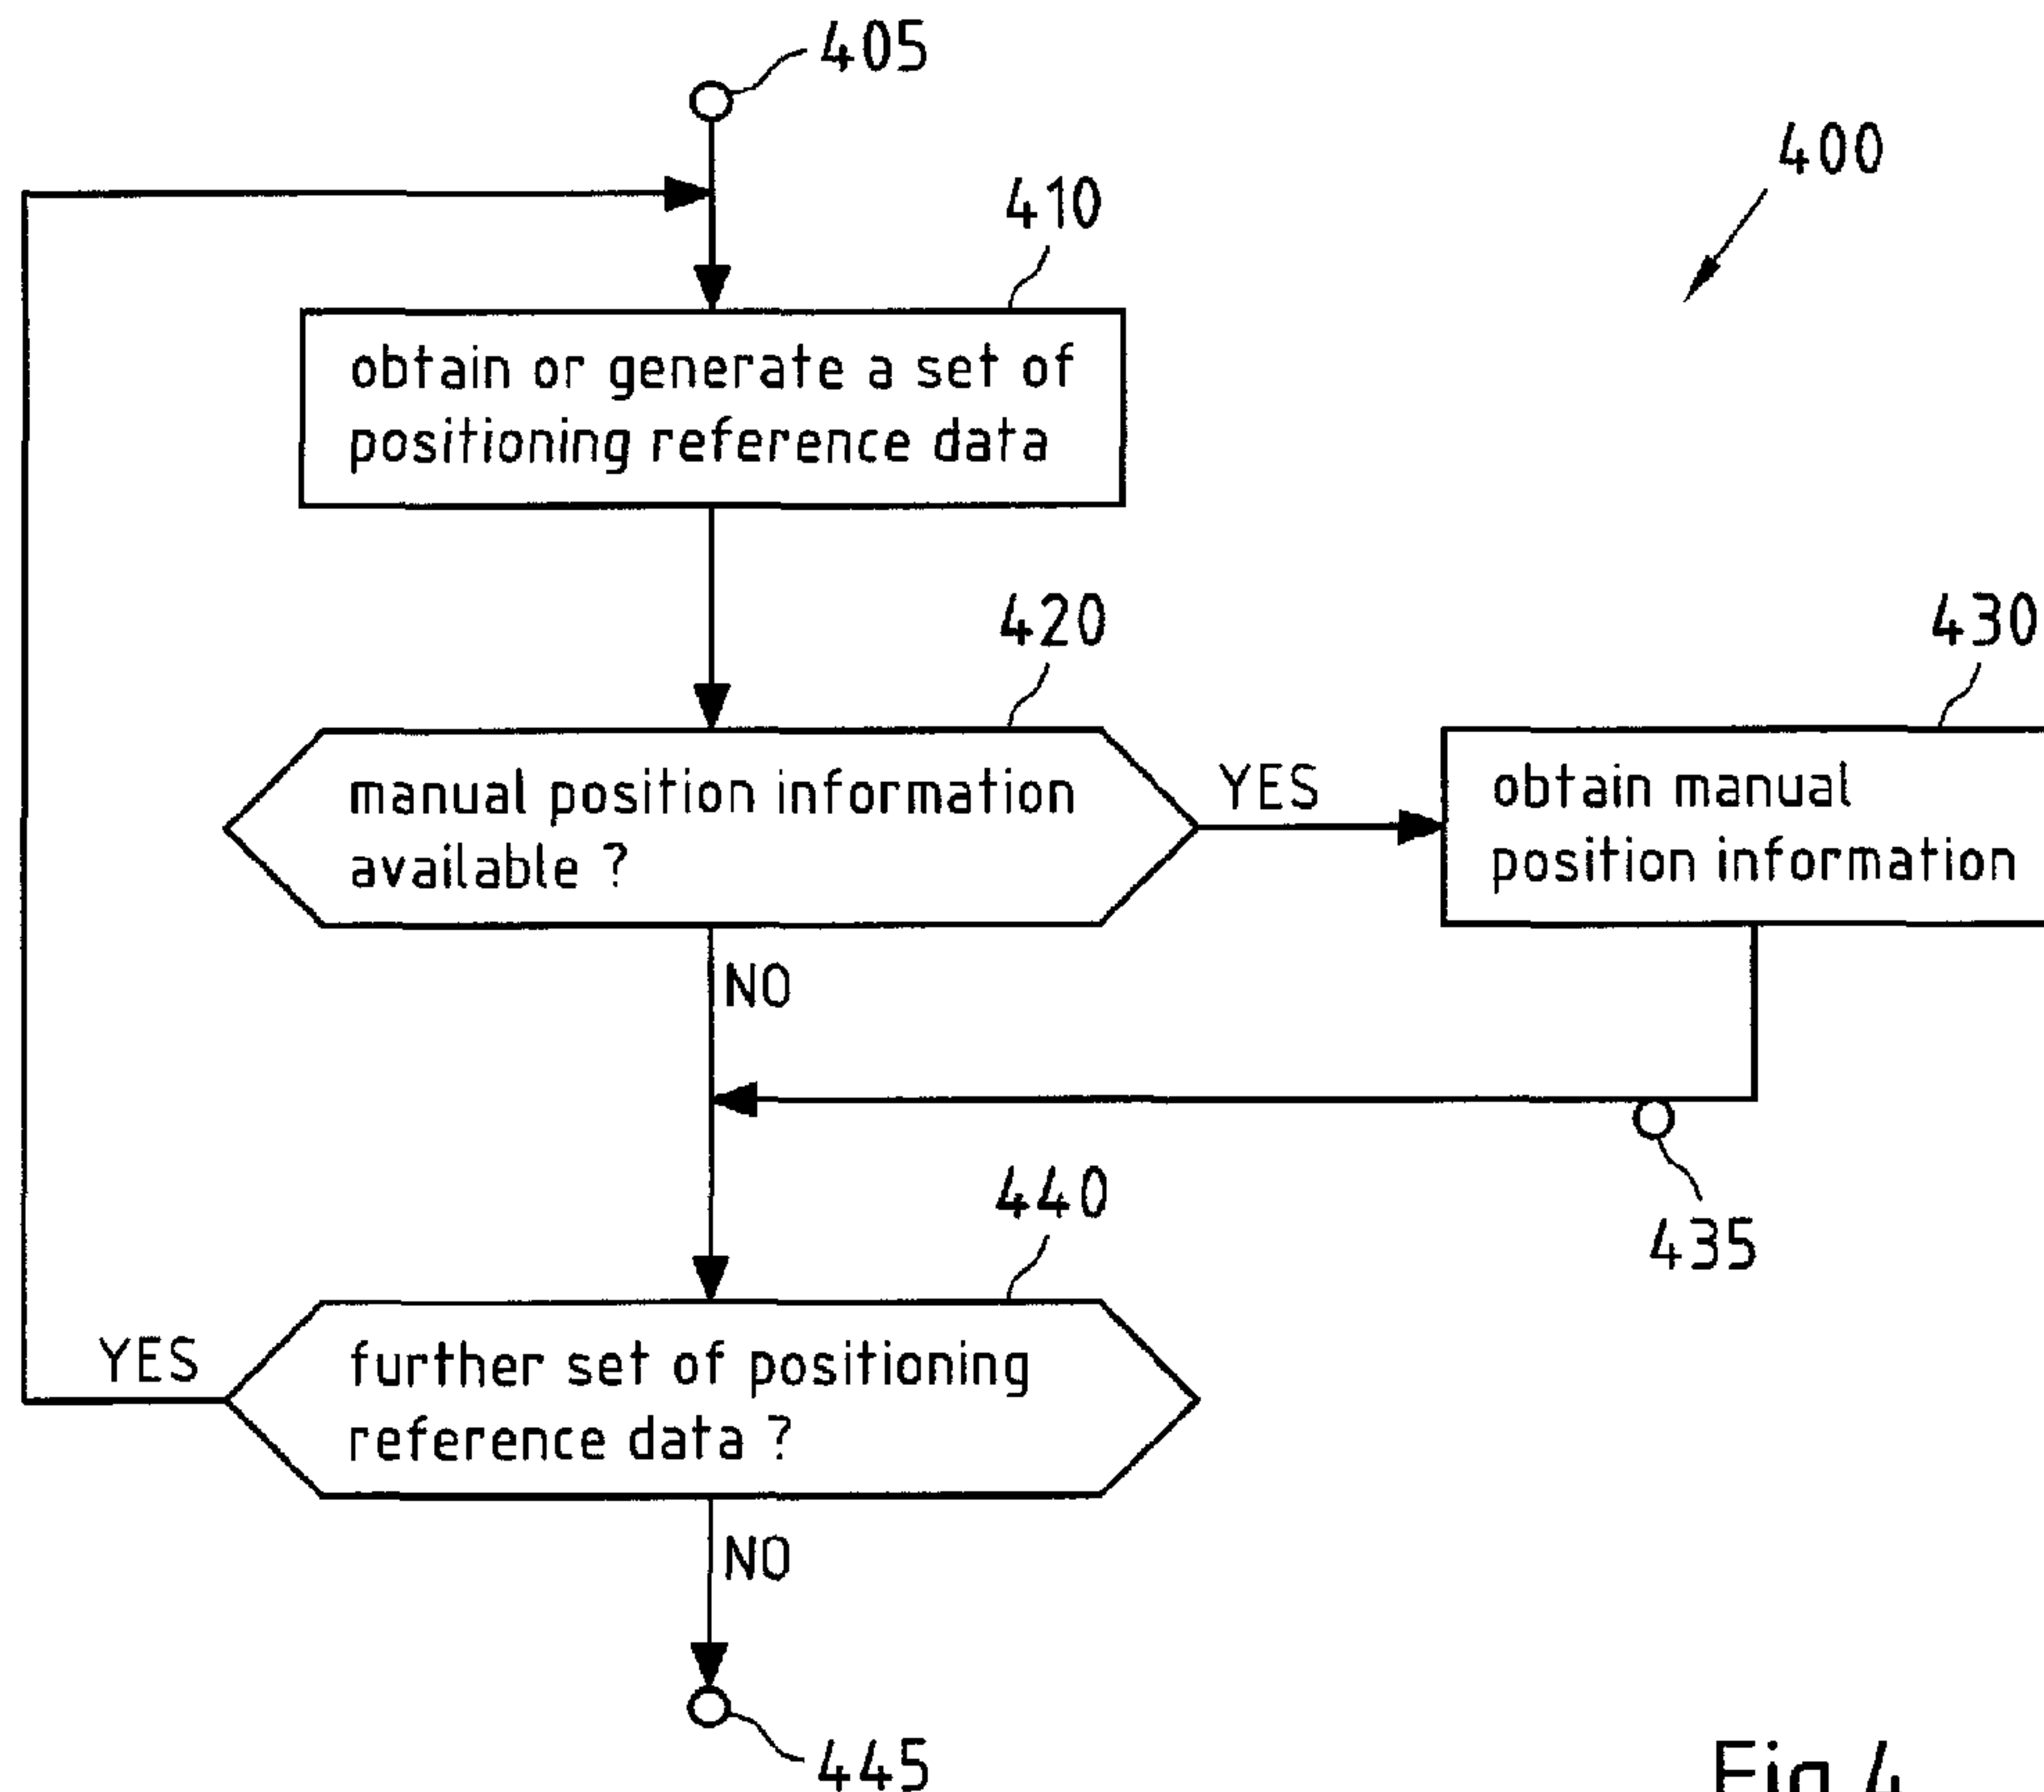 405
400
410
obtain or generate a set of
positioning reference data
420
430
manual position information
available ?
YES
obtain manual
position information
NO
435
440
YES
further set of positioning
reference data ?
NO
445
Fig.4